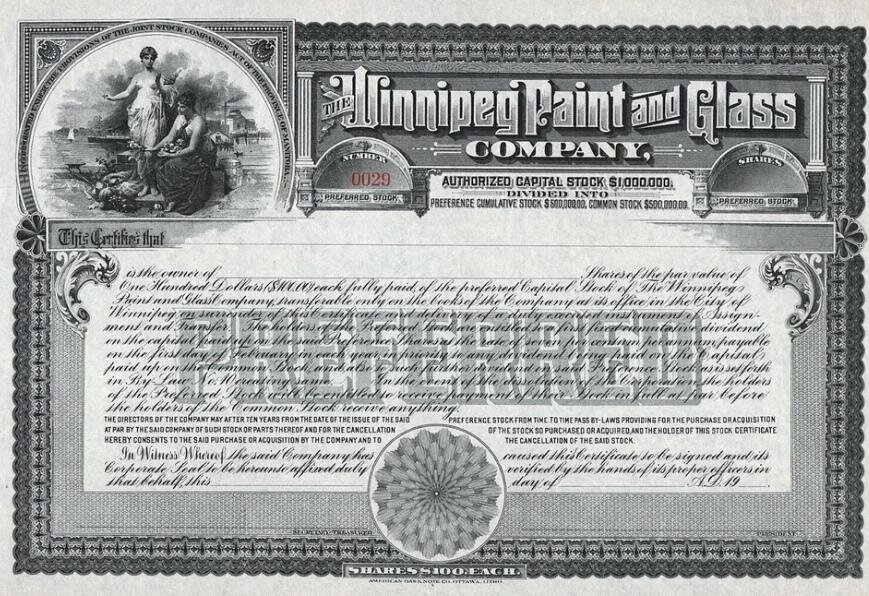 INCORPORATED UNDER THE PROVISIONS OF THE JOINT STOCK COMPANIES ACT OF THE PROVINCE OF MANITOBA
THE Winnipeg Paint and Glass
COMPANY,
NUMBER
0029
PREFERRED STOCK.
AUTHORIZED CAPITAL STOCK $1,000,000.
DIVIDED INTO
PREFERENCE CUMULATIVE STOCK $500,000.00, COMMON STOCK $500,000.00.
SHARES
PREFERRED STOCK.
This Certifies that
is the owner of Shares of the par value of
One Hundred Dollars ($100.00) each fully paid, of the preferred Capital Stock of The Winnipeg
Paint and Glass Company, transferable only on the books of the Company at its office in the City of
Winnipeg on surrender of this Certificate and delivery of a duly executed instrument of Assign-
ment and Transfer. The holders of the Preferred Stock are entitled to a first fixed annual dividend
on the capital paid up on said Preference Shares at the rate of per cent per annum payable
on the first day of February in each year in priority to any dividend being paid on the Capital
paid up on the Common Stock, and also to such further dividend on said Preference Stock as is set forth
in By-Law No. 10 creating same. In the event of the dissolution of the Corporation the holders
of the Preferred Stock will be entitled to receive payment of their Stock in full at par before
the holders of the Common Stock receive anything.
PREFERRED
THE DIRECTORS OF THE COMPANY MAY AFTER TEN YEARS FROM THE DATE OF THE ISSUE OF THE SAID PREFERENCE STOCK FROM TIME TO TIME PASS BY-LAWS PROVIDING FOR THE PURCHASE OR ACQUISITION
AT PAR BY THE SAID COMPANY OF SUCH STOCK OR PARTS THEREOF AND FOR THE CANCELLATION OF THE STOCK SO PURCHASED OR ACQUIRED, AND THE HOLDER OF THIS STOCK CERTIFICATE
HEREBY CONSENTS TO THE SAID PURCHASE OR ACQUISITION BY THE COMPANY AND TO THE CANCELLATION OF THE SAID STOCK.
In Witness Whereof the said Company has caused this Certificate to be signed and its
Corporate Seal to be hereunto affixed duly verified by the hands of its proper officers in
that behalf, this day of A.D. 19
SECRETARY-TREASURER PRESIDENT
SHARES $100. EACH.
AMERICAN BANK NOTE CO. OTTAWA, LITHO.